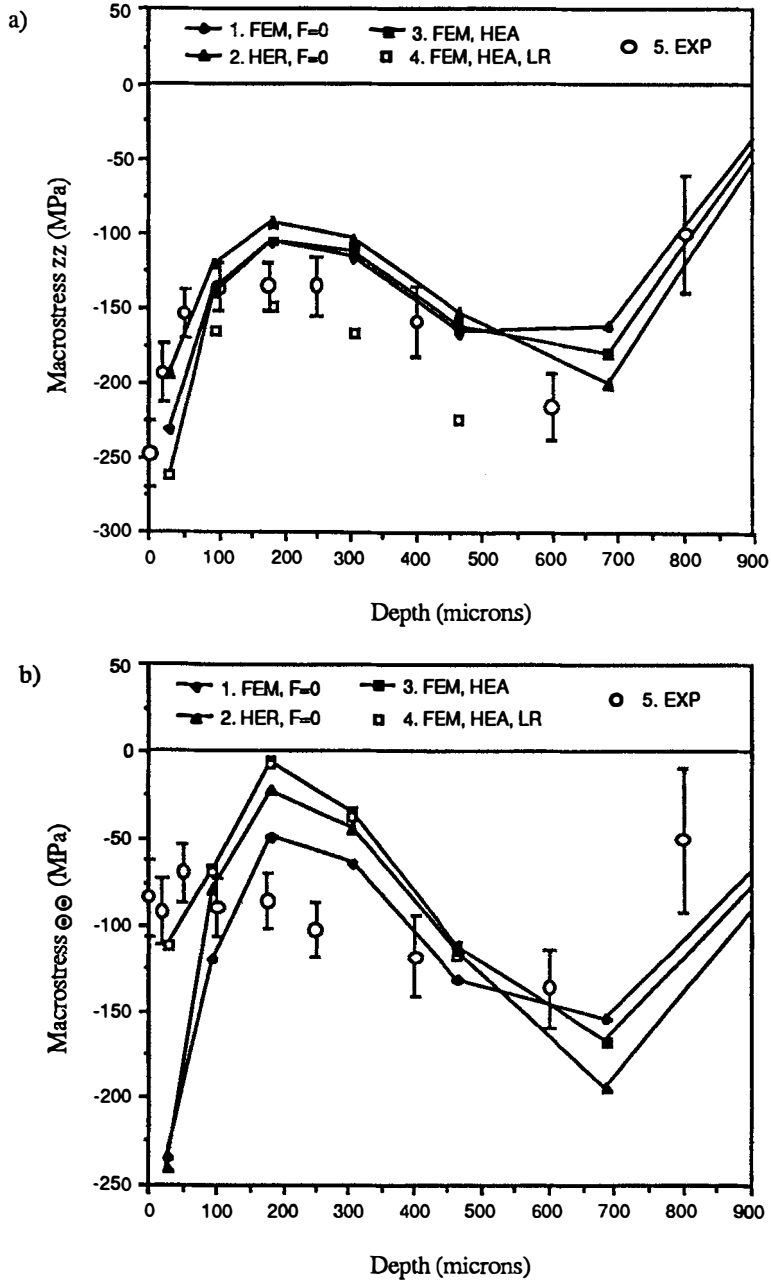 a)
1. FEM, F=0
3. FEM, HEA
5. EXP
2. HER, F=0
4. FEM, HEA, LR
50
0
-50
-100
-150
-200
-250
-300
Macrostress zz (MPa)
0 100 200 300 400 500 600 700 800 900
Depth (microns)
b)
1. FEM, F=0
3. FEM, HEA
5. EXP
2. HER, F=0
4. FEM, HEA, LR
50
0
-50
-100
-150
-200
-250
Macrostress ΘΘ (MPa)
0 100 200 300 400 500 600 700 800 900
Depth (microns)